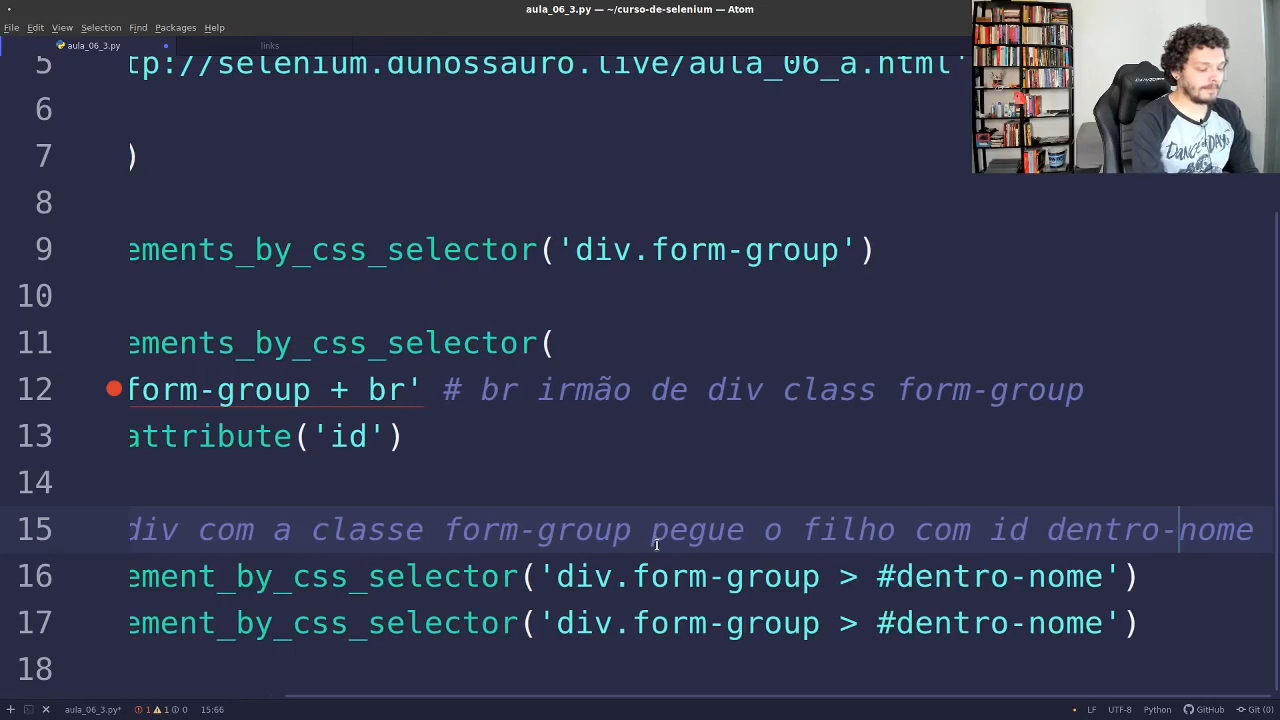 aula_06_3.py — ~/curso-de-selenium — Atom
File Edit View Selection Find Packages Help
aula_06_3.py links
5 tp://selenium.dunossauro.live/aula_06_a.html'
6
7 )
8
9 ements_by_css_selector('div.form-group')
10
11 ements_by_css_selector(
12 form-group + br' # br irmão de div class form-group
13 attribute('id')
14
15 div com a classe form-group pegue o filho com id dentro-nome
16 ement_by_css_selector('div.form-group > #dentro-nome')
17 ement_by_css_selector('div.form-group > #dentro-nome')
18
aula_06_3.py* 1 1 0 15:66 LF UTF-8 Python GitHub Git (0)